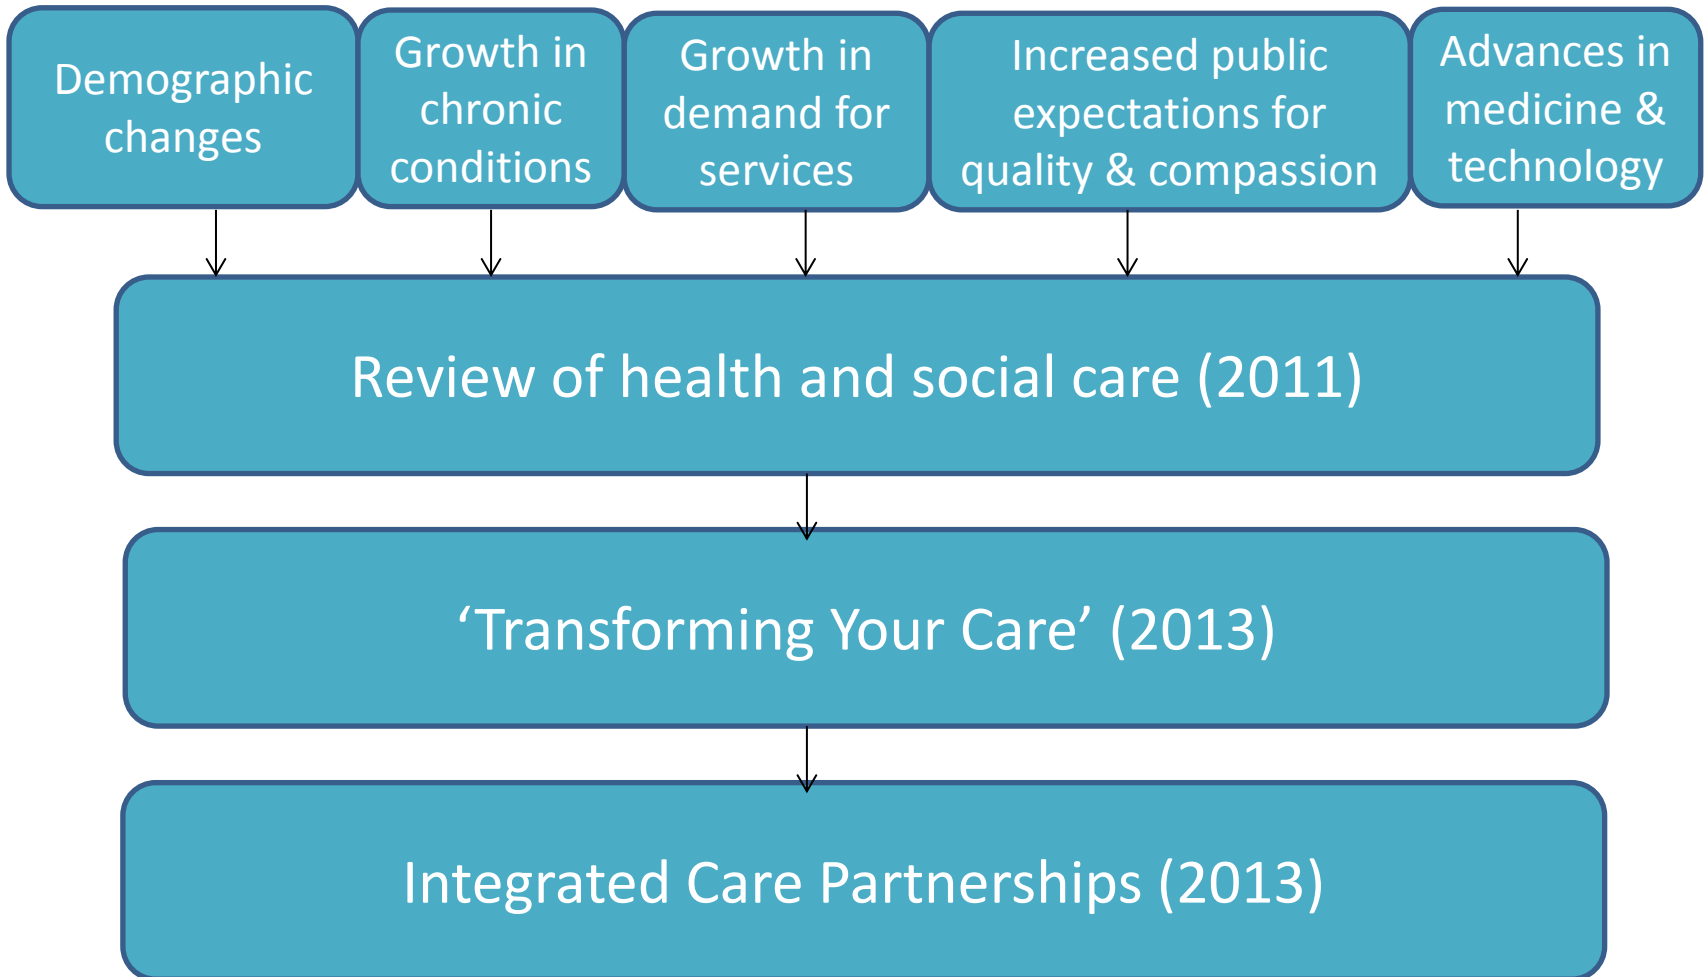 Demographic
changes
Growth in
chronic
conditions
Growth in
demand for
services
Increased public
expectations for
quality & compassion
Advances in
medicine &
technology
Review of health and social care (2011)
‘Transforming Your Care’ (2013)
Integrated Care Partnerships (2013)